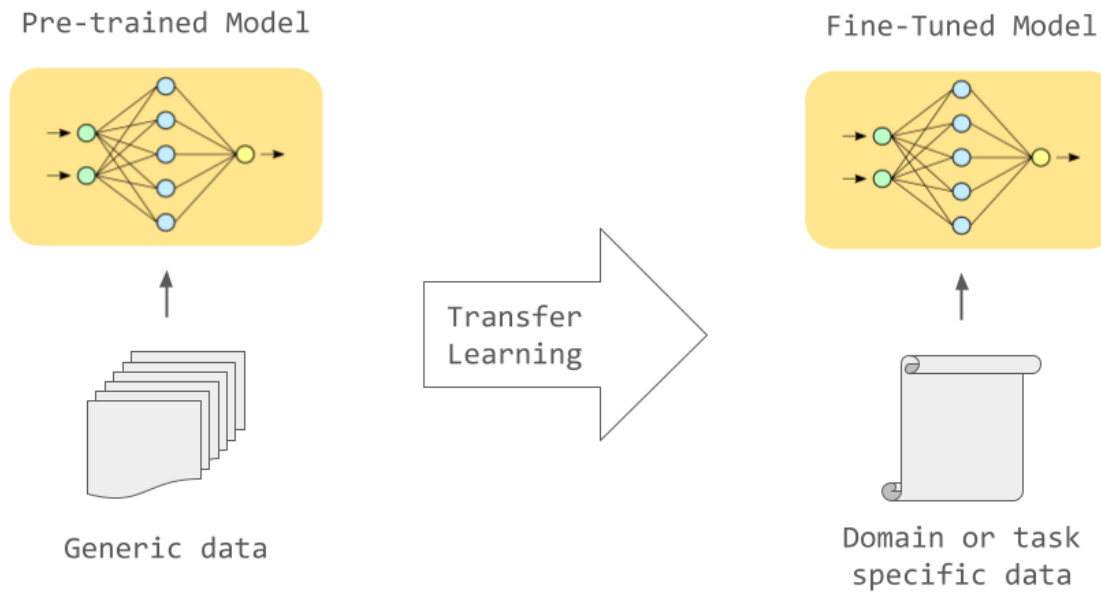 Pre-trained Model
Fine-Tuned Model
Transfer
Learning
Generic data
Domain or task
specific data